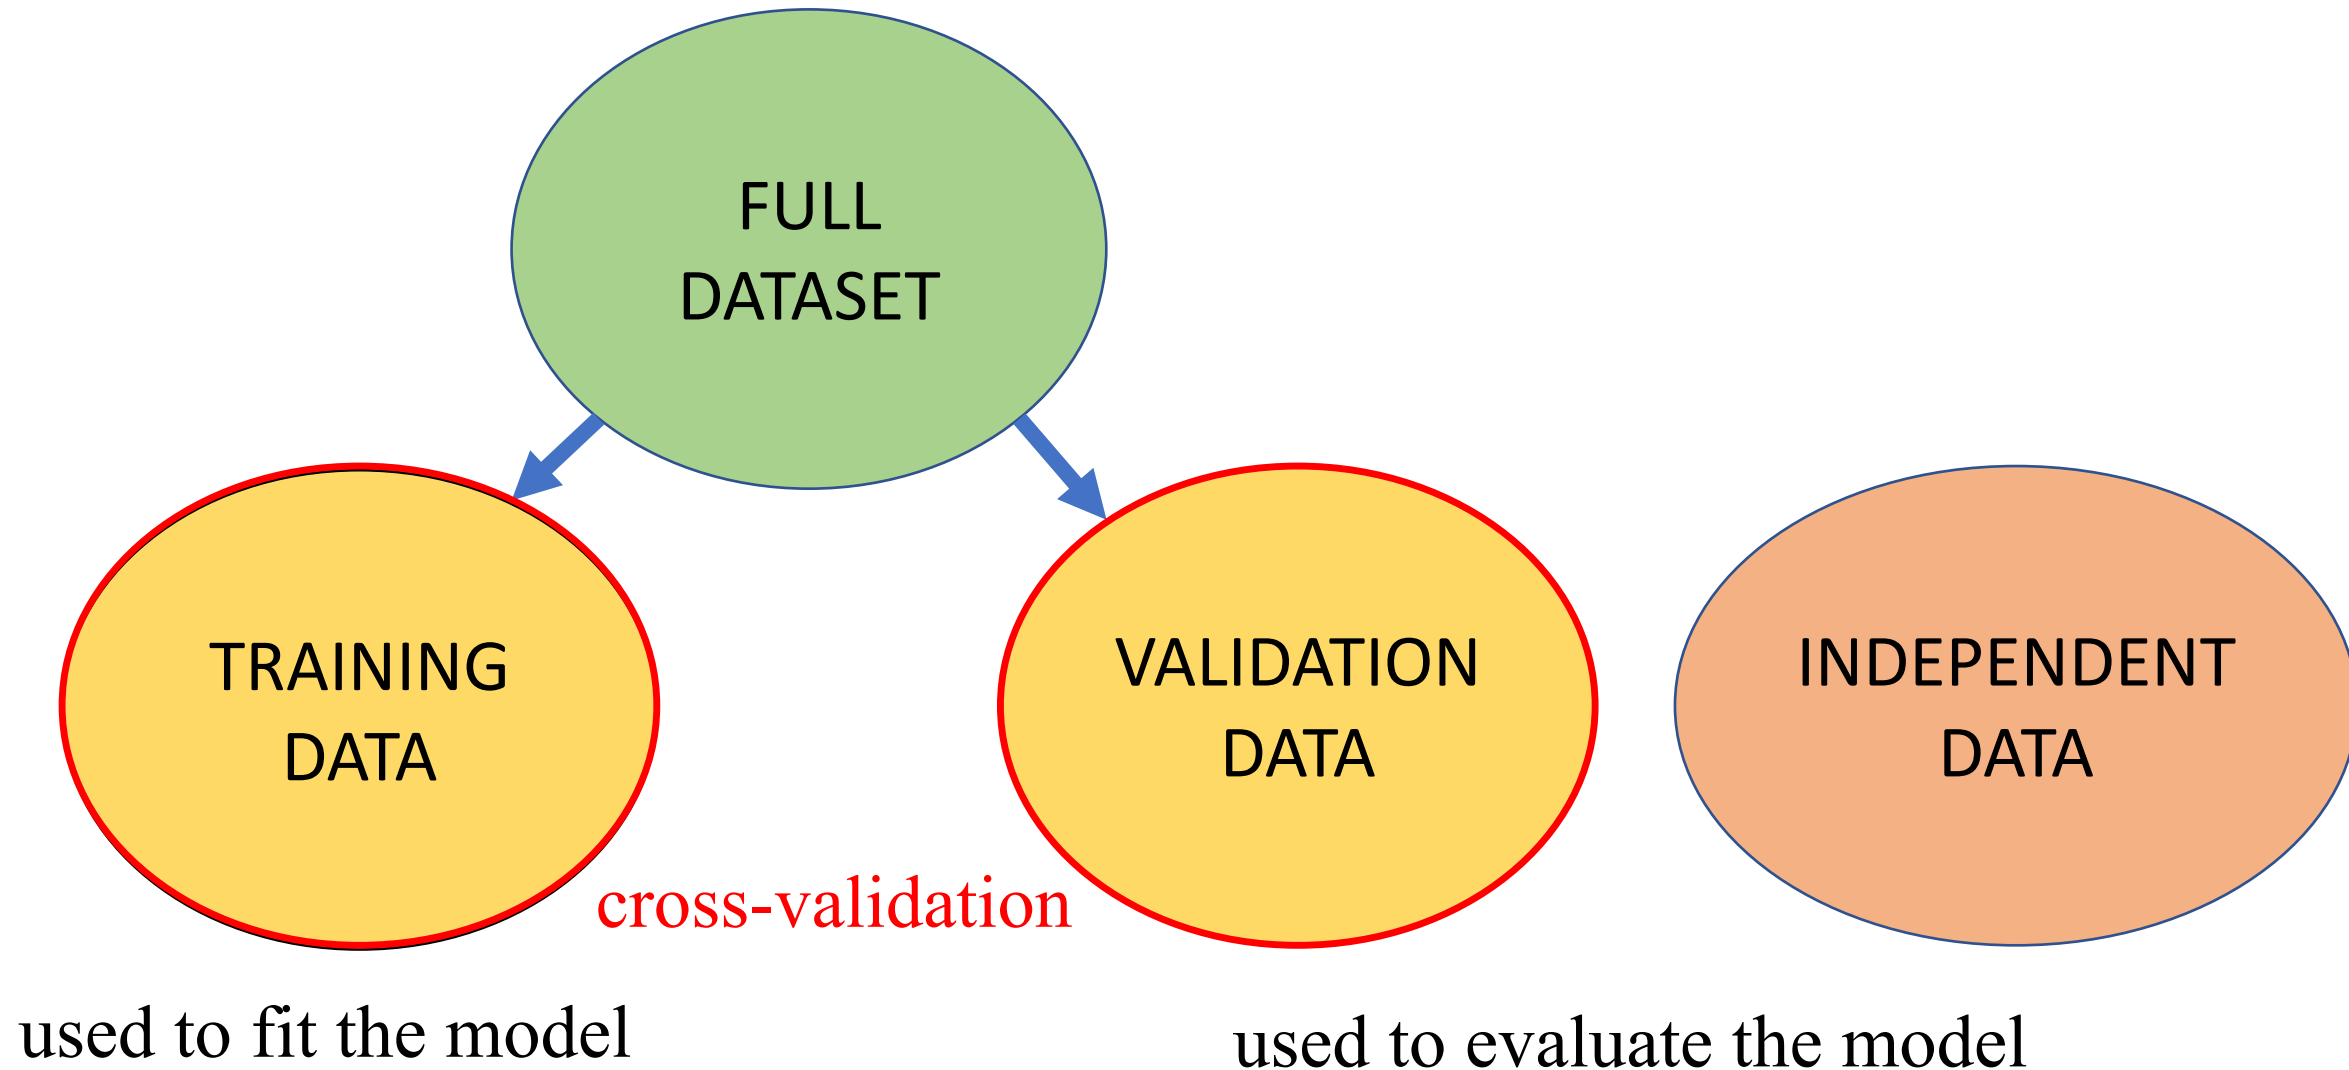 FULL
DATASET
TRAINING
DATA
VALIDATION
DATA
INDEPENDENT
DATA
cross-validation
used to fit the model
used to evaluate the model